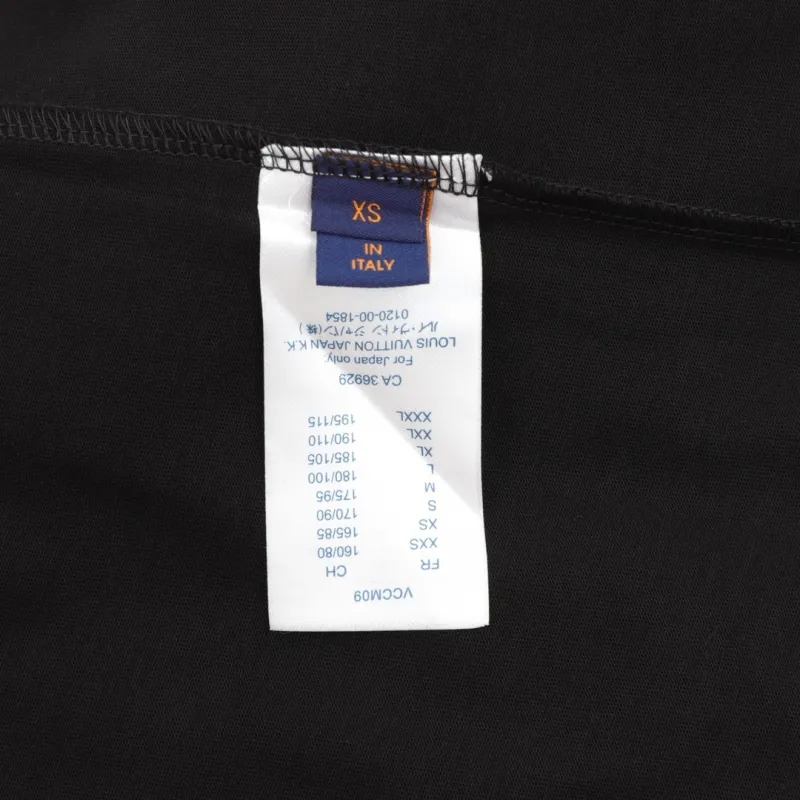 XS
IN
ITALY
VCCM09
FR CH
XXS 160/80
XS 165/85
S 170/90
M 175/95
L 180/100
XL 185/105
XXL 190/110
XXXL 195/115
CA 36929
For Japan only:
LOUIS VUITTON JAPAN K.K.
ルイ・ヴィトン ジャパン(株)
0120-00-1854